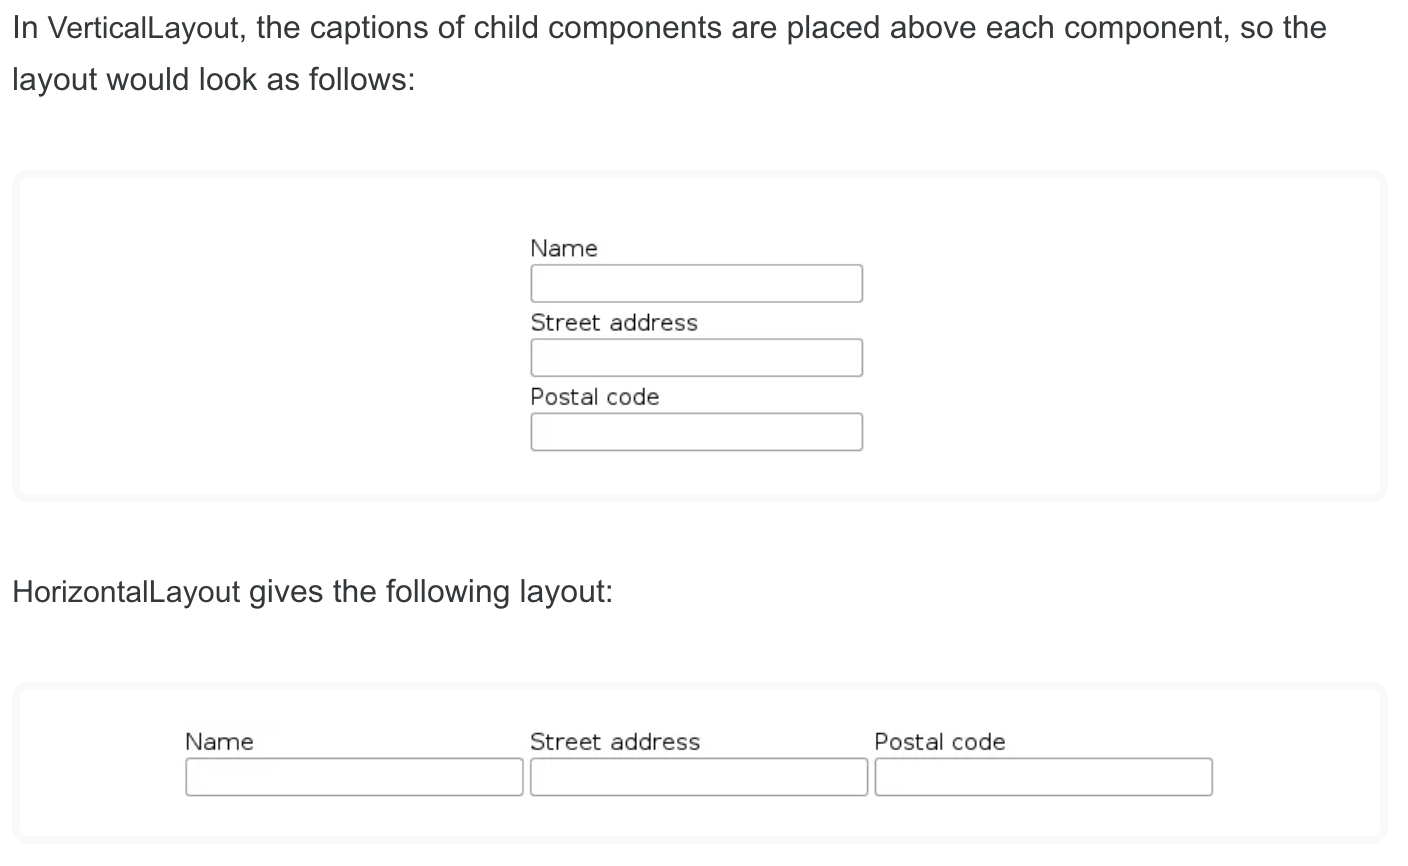 In VerticalLayout, the captions of child components are placed above each component, so the
layout would look as follows:
Name
Street address
Postal code
HorizontalLayout gives the following layout:
Name Street address Postal code